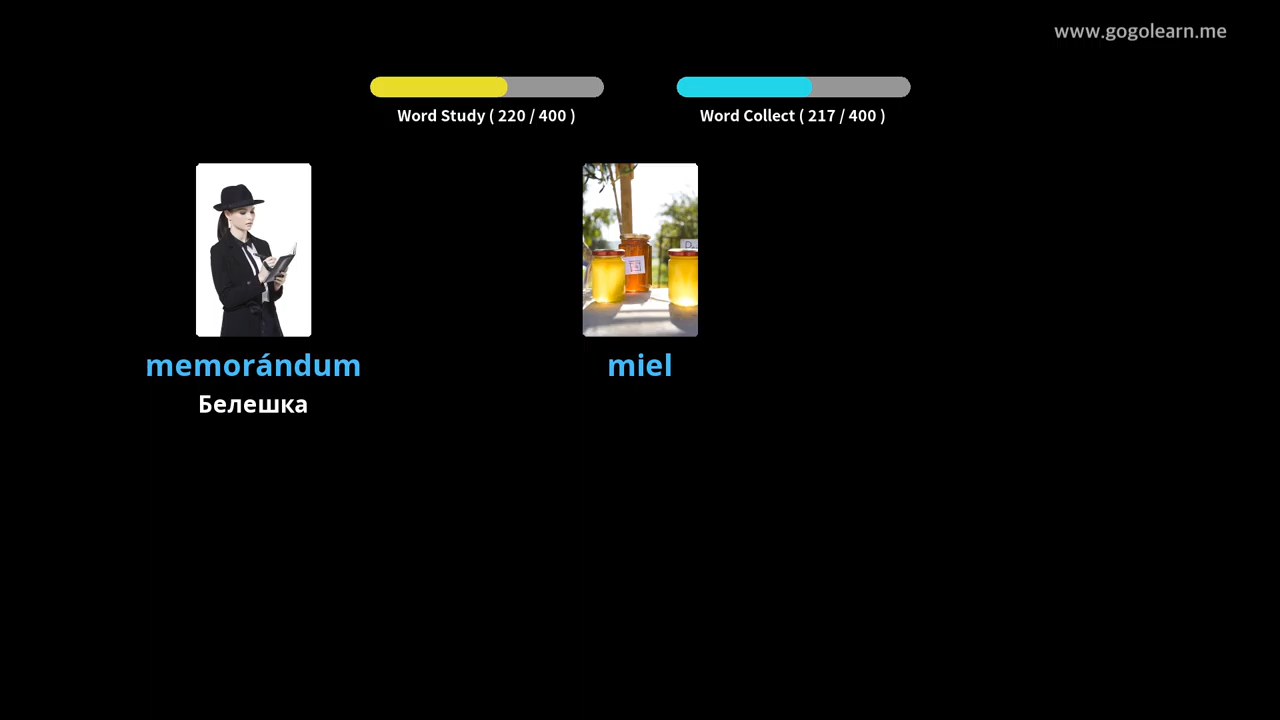 www.gogolearn.me
Word Study ( 220 / 400 )
Word Collect ( 217 / 400 )
memorándum
Белешка
miel